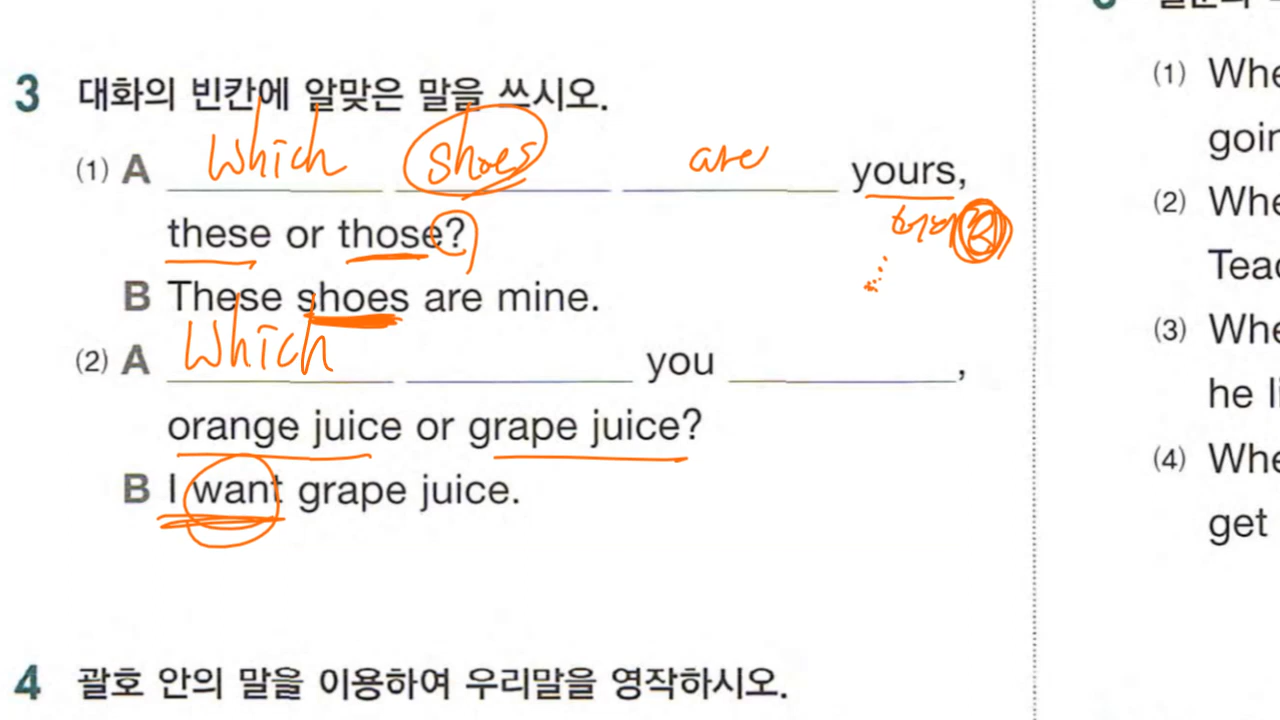 3 대화의 빈칸에 알맞은 말을 쓰시오.
(1) A Which shoes are yours,
these or those?
B These shoes are mine.
(2) A Which you ,
orange juice or grape juice?
B I want grape juice.
4 괄호 안의 말을 이용하여 우리말을 영작하시오.
(1) Whe
goin
(2) Whe
Teac
(3) Whe
he li
(4) Whe
get